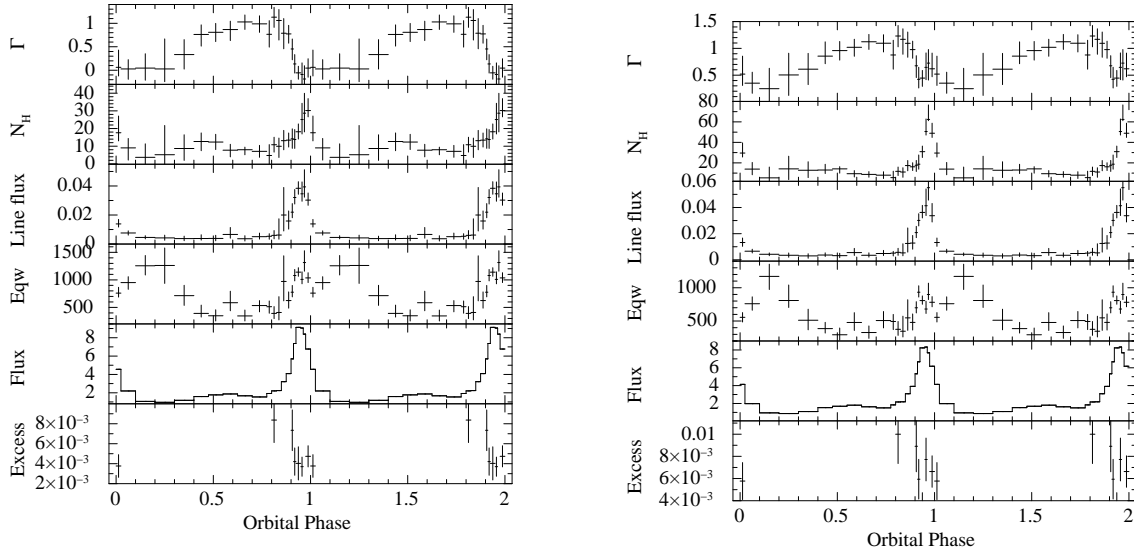 Γ
0
0.5
1
N_H
0
10
20
30
40
Line flux
0
0.02
0.04
Eqw
500
1000
1500
Flux
2
4
6
8
Excess
2×10⁻³
4×10⁻³
6×10⁻³
8×10⁻³
0 0.5 1 1.5 2
Orbital Phase
Γ
0.5
1
1.5
N_H
20
40
60
80
Line flux
0
0.02
0.04
0.06
Eqw
500
1000
Flux
2
4
6
8
Excess
4×10⁻³
6×10⁻³
8×10⁻³
0.01
0 0.5 1 1.5 2
Orbital Phase